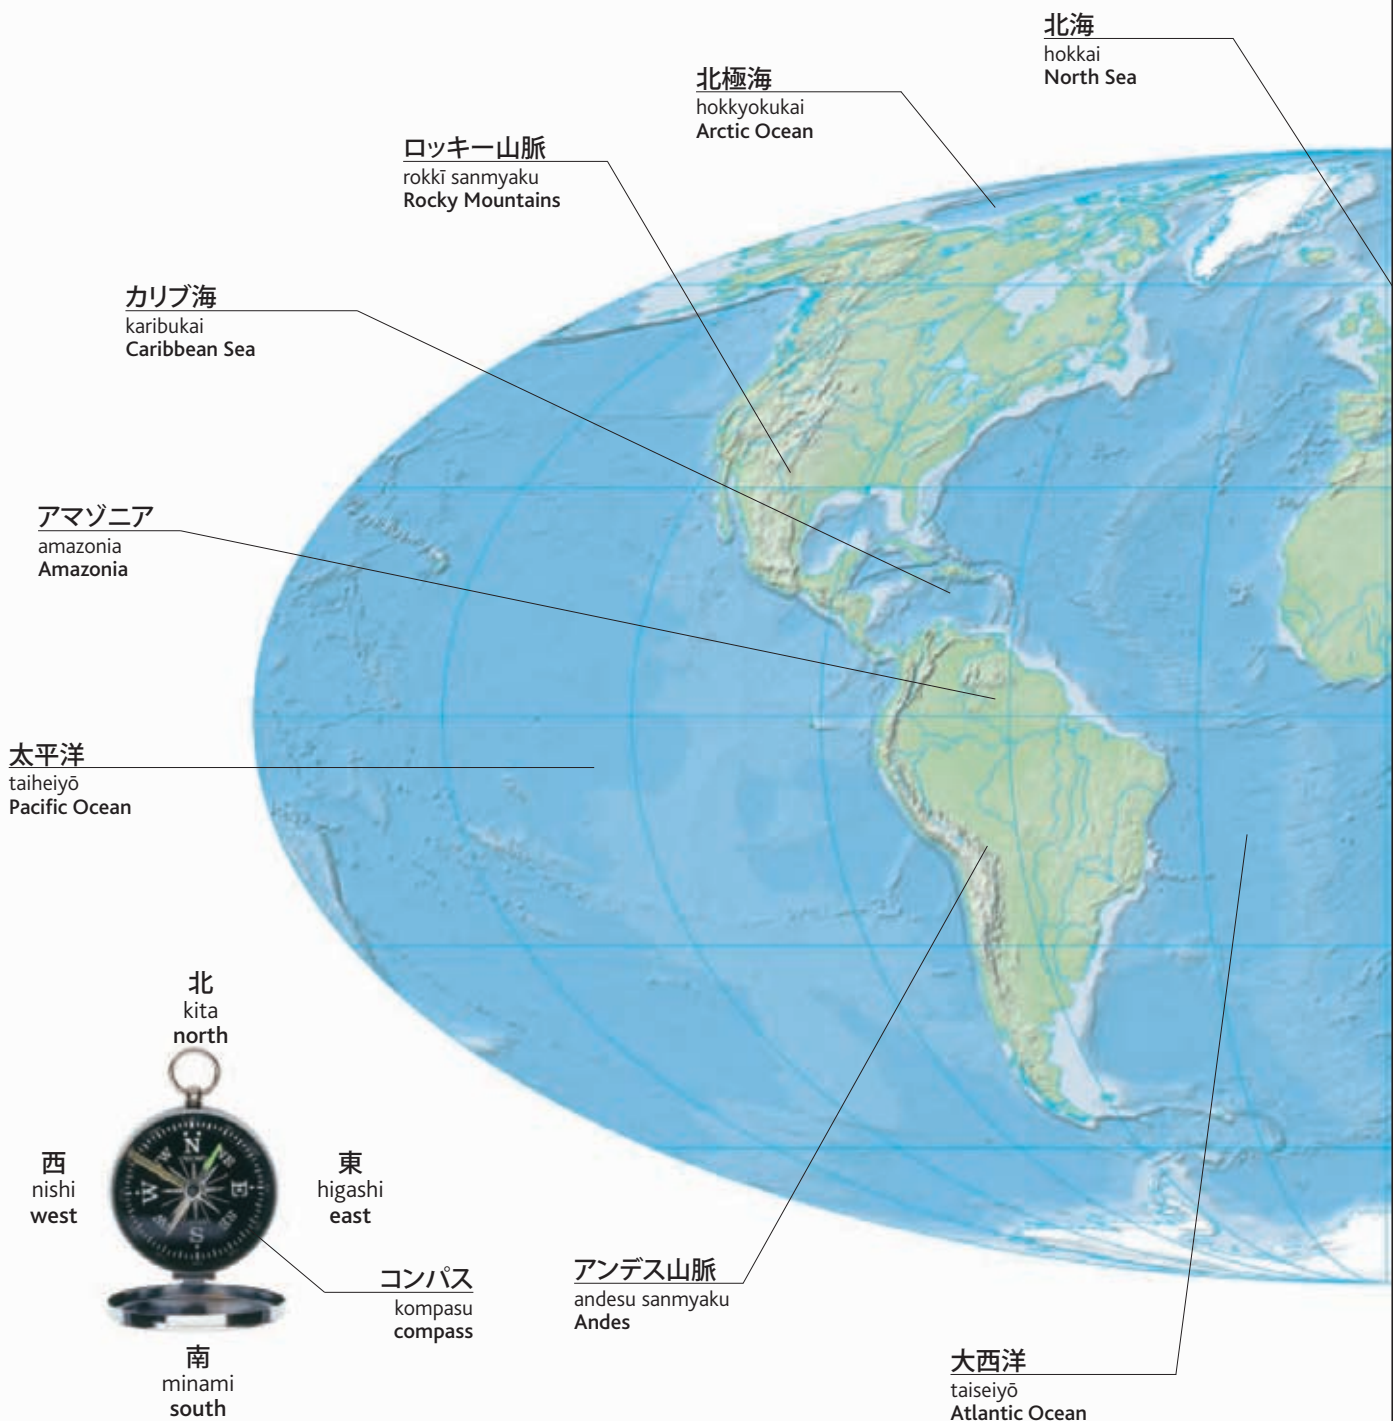 北海
hokkai
North Sea
北極海
hokkyokukai
Arctic Ocean
ロッキー山脈
rokkī sanmyaku
Rocky Mountains
カリブ海
karibukai
Caribbean Sea
アマゾニア
amazonia
Amazonia
太平洋
taiheiyō
Pacific Ocean
北
kita
north
西
nishi
west
N
NE
E
S
W
東
higashi
east
コンパス
kompasu
compass
南
minami
south
アンデス山脈
andesu sanmyaku
Andes
大西洋
taiseiyō
Atlantic Ocean